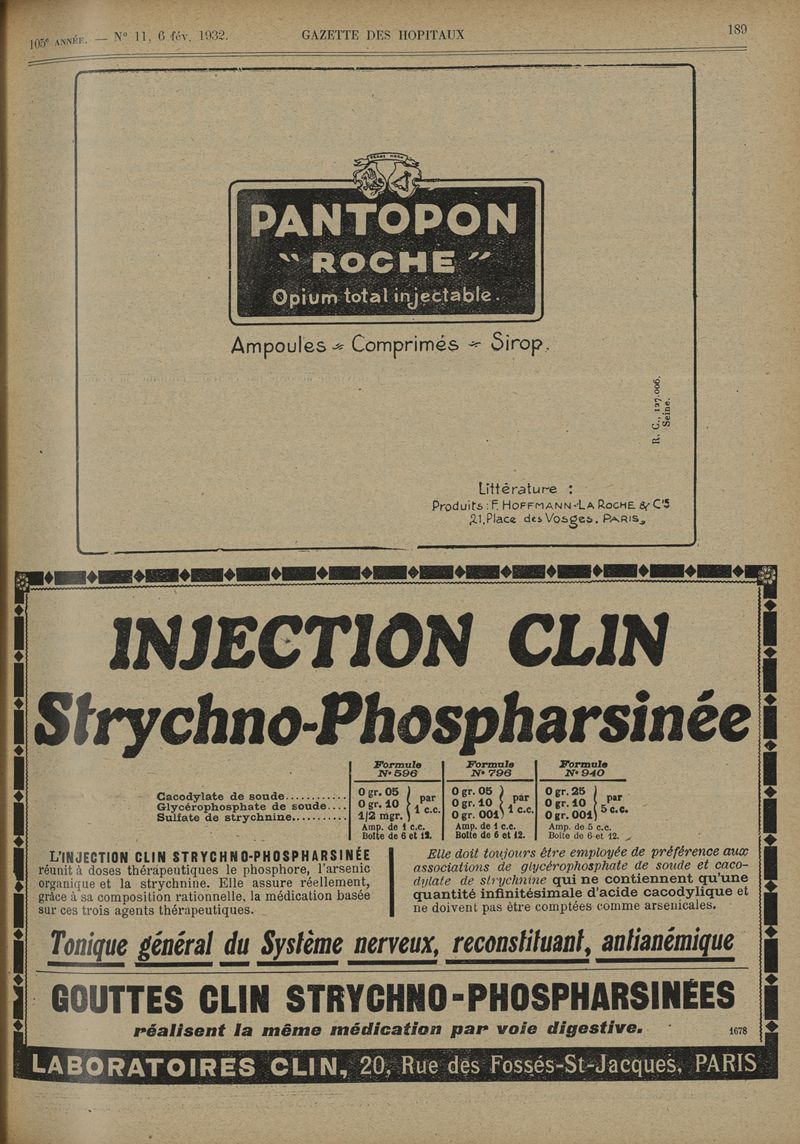 105e ANNÉE. — No 11, 6 fév. 1932.
GAZETTE DES HOPITAUX
189
PANTOPON
"ROCHE"
Opium total injectable.
Ampoules - Comprimés - Sirop.
R. C., 127.006.
Seine.
Littérature :
Produits : F. HOFFMANN-LA ROCHE & Cie
21, Place des Vosges. PARIS
INJECTION CLIN
Strychno-Phospharsinée
Formule No 596
Formule No 796
Formule No 940
Cacodylate de soude............ 0 gr. 05 0 gr. 05 0 gr. 25
Glycérophosphate de soude.... 0 gr. 10 par 1 c.c. 0 gr. 10 par 1 c.c. 0 gr. 10 par 5 c.c.
Sulfate de strychnine.......... 1/2 mgr. 0 gr. 001 0 gr. 001
Amp. de 1 c.c. Amp. de 1 c.c. Amp. de 5 c.c.
Boîte de 6 et 12. Boîte de 6 et 12. Boîte de 6 et 12.
L'INJECTION CLIN STRYCHNO-PHOSPHARSINÉE
réunit à doses thérapeutiques le phosphore, l'arsenic
organique et la strychnine. Elle assure réellement,
grâce à sa composition rationnelle, la médication basée
sur ces trois agents thérapeutiques.
Elle doit toujours être employée de préférence aux
associations de glycérophosphate de soude et caco-
dylate de strychnine qui ne contiennent qu'une
quantité infinitésimale d'acide cacodylique et
ne doivent pas être comptées comme arsenicales.
Tonique général du Système nerveux, reconstituant, antianémique
GOUTTES CLIN STRYCHNO-PHOSPHARSINÉES
réalisent la même médication par voie digestive.
1678
LABORATOIRES CLIN, 20, Rue des Fossés-St-Jacques, PARIS